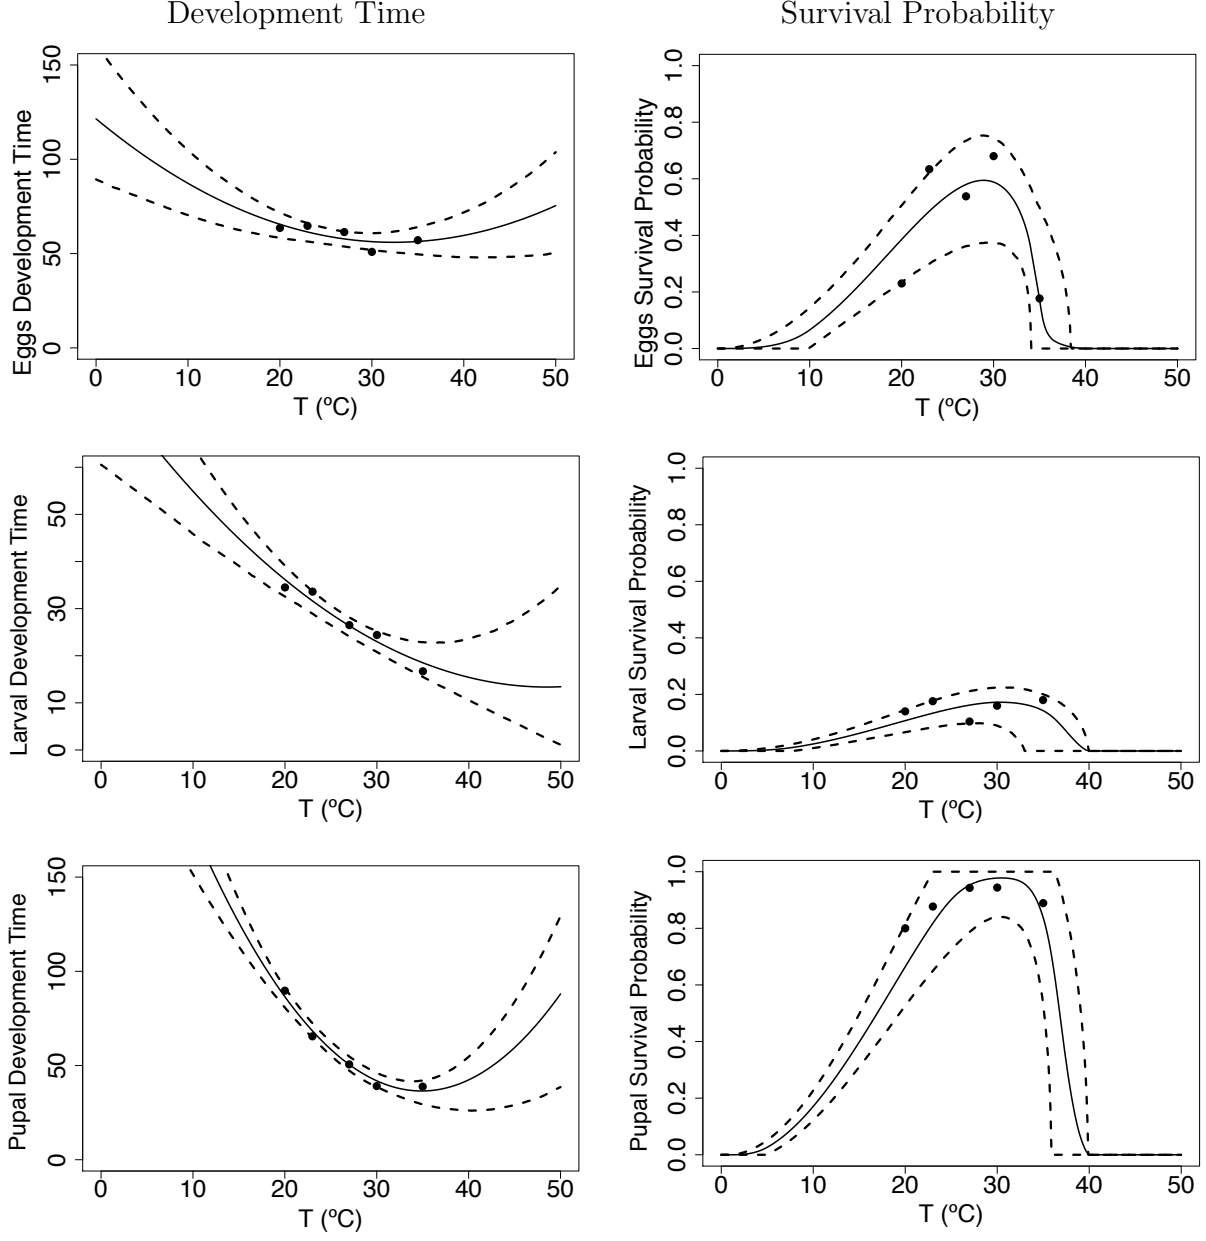 Development Time
Survival Probability
Eggs Development Time
150
100
50
0
0 10 20 30 40 50
T (ºC)
Eggs Survival Probability
1.0
0.8
0.6
0.4
0.2
0.0
0 10 20 30 40 50
T (ºC)
Larval Development Time
50
30
10
0
0 20 30 40 50
T (ºC)
Larval Survival Probability
1.0
0.8
0.6
0.4
0.2
0.0
0 10 20 30 40 50
T (ºC)
Pupal Development Time
150
100
50
0
0 20 30 40 50
T (ºC)
Pupal Survival Probability
1.0
0.8
0.6
0.4
0.2
0.0
0 10 20 30 40 50
T (ºC)